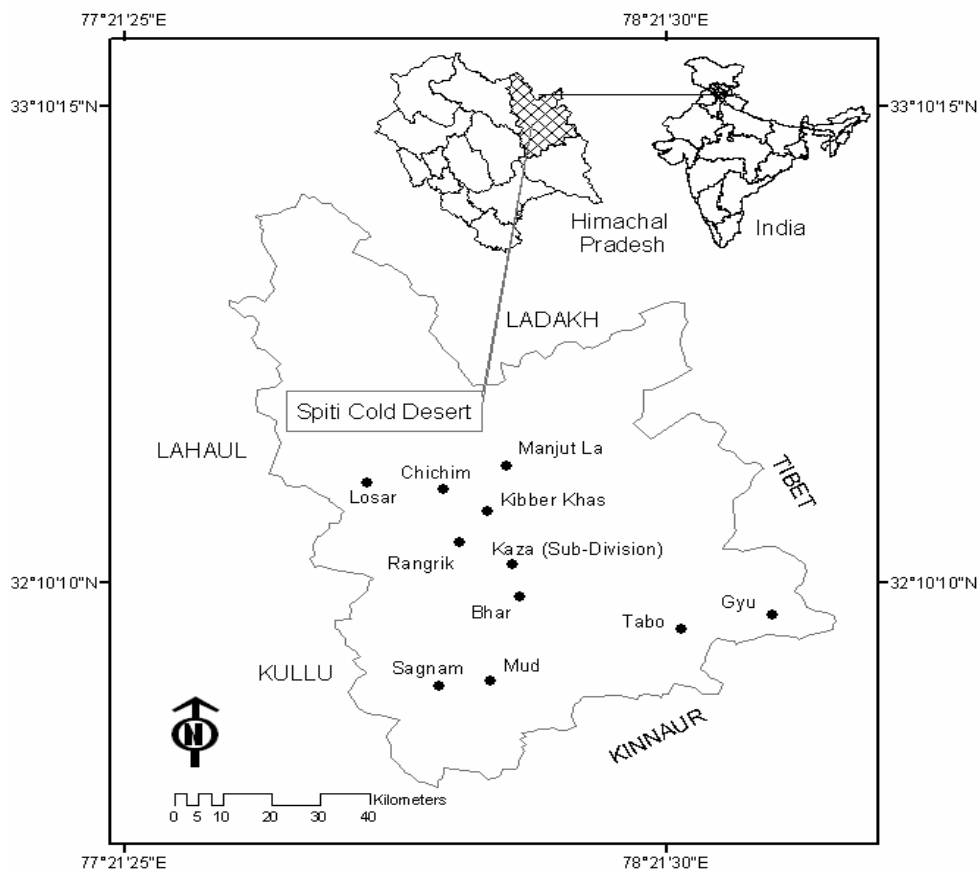 77°21'25"E
78°21'30"E
33°10'15"N
33°10'15"N
Himachal
Pradesh
India
LADAKH
Spiti Cold Desert
LAHAUL
TIBET
Manjut La
Chichim
Losar
Kibber Khas
Rangrik
Kaza (Sub-Division)
32°10'10"N
32°10'10"N
Bhar
Gyu
Tabo
KULLU
Sagnam
Mud
KINNAUR
N
Kilometers
0 5 10 20 30 40
77°21'25"E
78°21'30"E